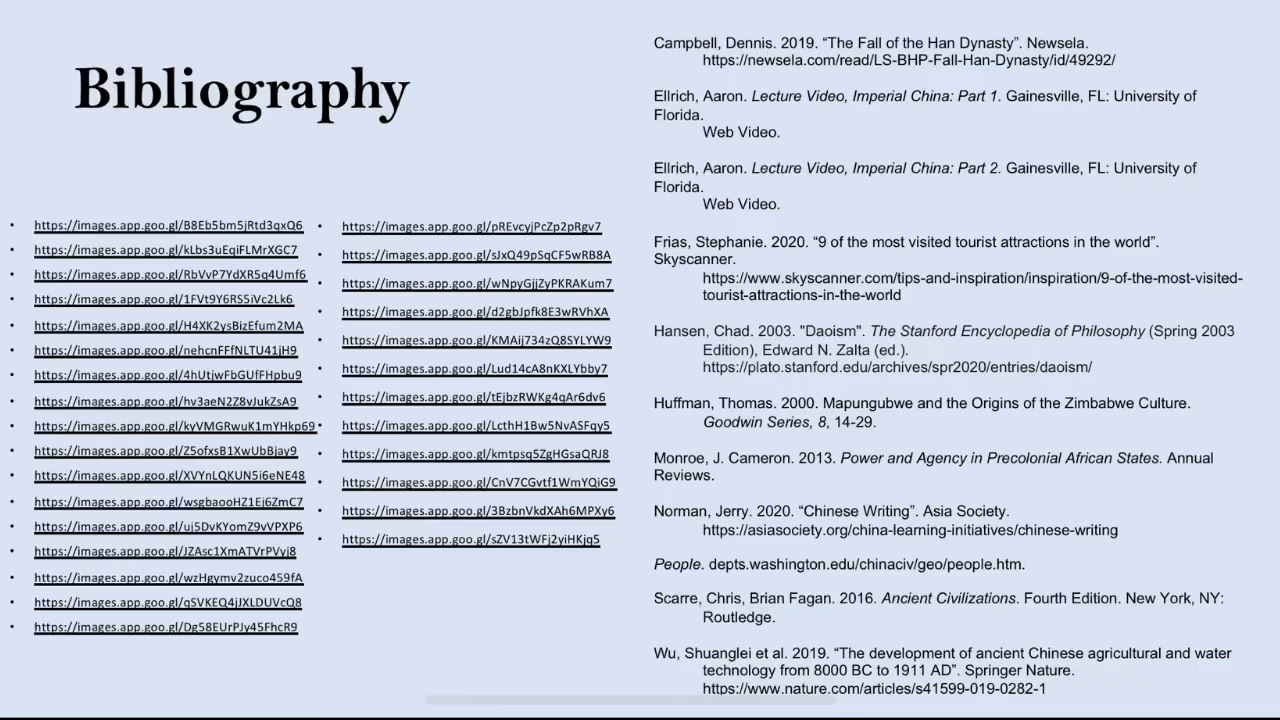 Bibliography
• https://images.app.goo.gl/B8Eb5bm5jRtd3qxQ6
• https://images.app.goo.gl/kLbs3uEqiFLMrXGC7
• https://images.app.goo.gl/RbVvP7YdXR5q4Umf6
• https://images.app.goo.gl/1FVt9Y6RS5iVc2Lk6
• https://images.app.goo.gl/H4XK2ysBizEfum2MA
• https://images.app.goo.gl/nehcnFFfNLTU41jH9
• https://images.app.goo.gl/4hUtjwFbGUfFHpbu9
• https://images.app.goo.gl/hv3aeN2Z8vJukZsA9
• https://images.app.goo.gl/kyVMGRwuK1mYHkp69
• https://images.app.goo.gl/Z5ofxsB1XwUbBjay9
• https://images.app.goo.gl/XVYnLQKUN5i6eNE48
• https://images.app.goo.gl/wsgbaooHZ1Ej6ZmC7
• https://images.app.goo.gl/uj5DvKYomZ9vVPXP6
• https://images.app.goo.gl/JZAsc1XmATVrPVyj8
• https://images.app.goo.gl/wzHgymv2zuco459fA
• https://images.app.goo.gl/qSVKEQ4jJXLDUVcQ8
• https://images.app.goo.gl/Dg58EUrPJy45FhcR9
• https://images.app.goo.gl/pREvcyjPcZp2pRgv7
• https://images.app.goo.gl/sJxQ49pSqCF5wRB8A
• https://images.app.goo.gl/wNpyGjjZyPKRAKum7
• https://images.app.goo.gl/d2gbJpfk8E3wRVhXA
• https://images.app.goo.gl/KMAij734zQ8SYLYW9
• https://images.app.goo.gl/Lud14cA8nKXLYbby7
• https://images.app.goo.gl/tEjbzRWKg4qAr6dv6
• https://images.app.goo.gl/LcthH1Bw5NvASFqy5
• https://images.app.goo.gl/kmtpsq5ZgHGsaQRJ8
• https://images.app.goo.gl/CnV7CGvtf1WmYQiG9
• https://images.app.goo.gl/3BzbnVkdXAh6MPXy6
• https://images.app.goo.gl/sZV13tWFj2yiHKjq5
Campbell, Dennis. 2019. “The Fall of the Han Dynasty”. Newsela.
https://newsela.com/read/LS-BHP-Fall-Han-Dynasty/id/49292/
Ellrich, Aaron. Lecture Video, Imperial China: Part 1. Gainesville, FL: University of
Florida.
Web Video.
Ellrich, Aaron. Lecture Video, Imperial China: Part 2. Gainesville, FL: University of
Florida.
Web Video.
Frias, Stephanie. 2020. “9 of the most visited tourist attractions in the world”.
Skyscanner.
https://www.skyscanner.com/tips-and-inspiration/inspiration/9-of-the-most-visited-
tourist-attractions-in-the-world
Hansen, Chad. 2003. "Daoism". The Stanford Encyclopedia of Philosophy (Spring 2003
Edition), Edward N. Zalta (ed.).
https://plato.stanford.edu/archives/spr2020/entries/daoism/
Huffman, Thomas. 2000. Mapungubwe and the Origins of the Zimbabwe Culture.
Goodwin Series, 8, 14-29.
Monroe, J. Cameron. 2013. Power and Agency in Precolonial African States. Annual
Reviews.
Norman, Jerry. 2020. “Chinese Writing”. Asia Society.
https://asiasociety.org/china-learning-initiatives/chinese-writing
People. depts.washington.edu/chinaciv/geo/people.htm.
Scarre, Chris, Brian Fagan. 2016. Ancient Civilizations. Fourth Edition. New York, NY:
Routledge.
Wu, Shuanglei et al. 2019. “The development of ancient Chinese agricultural and water
technology from 8000 BC to 1911 AD”. Springer Nature.
https://www.nature.com/articles/s41599-019-0282-1